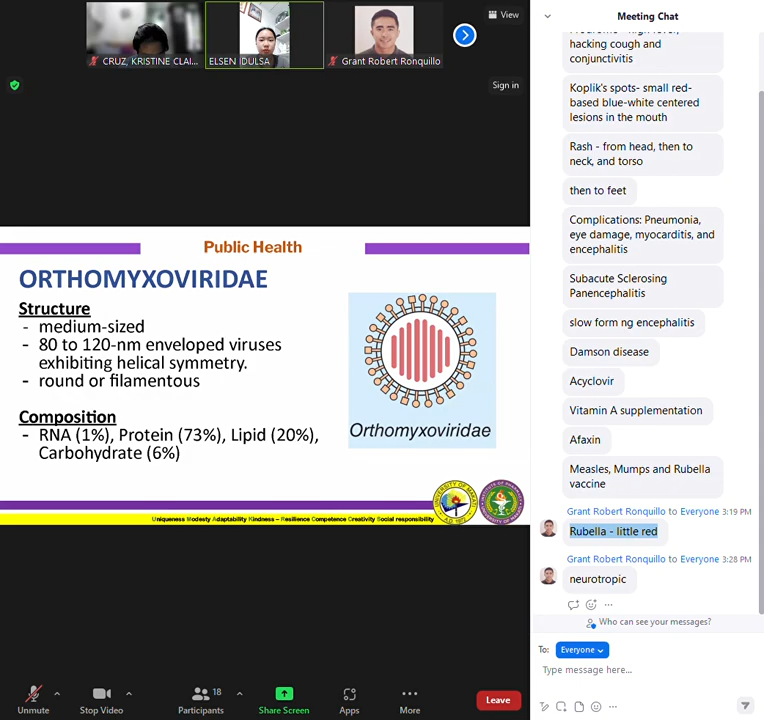 View
CRUZ, KRISTINE CLAI...
ELSEN IDULSA
Grant Robert Ronquillo
Sign in
Public Health
ORTHOMYXOVIRIDAE
Structure
- medium-sized
- 80 to 120-nm enveloped viruses
exhibiting helical symmetry.
- round or filamentous
Composition
- RNA (1%), Protein (73%), Lipid (20%),
Carbohydrate (6%)
Orthomyxoviridae
Uniqueness Modesty Adaptability Kindness – Resilience Competence Creativity Social responsibility
Unmute
Stop Video
18
Participants
Share Screen
Apps
More
Leave
Meeting Chat
hacking cough and
conjunctivitis
Koplik's spots- small red-
based blue-white centered
lesions in the mouth
Rash - from head, then to
neck, and torso
then to feet
Complications: Pneumonia,
eye damage, myocarditis, and
encephalitis
Subacute Sclerosing
Panencephalitis
slow form ng encephalitis
Damson disease
Acyclovir
Vitamin A supplementation
Afaxin
Measles, Mumps and Rubella
vaccine
Grant Robert Ronquillo to Everyone 3:19 PM
Rubella - little red
Grant Robert Ronquillo to Everyone 3:28 PM
neurotropic
Who can see your messages?
To: Everyone
Type message here...